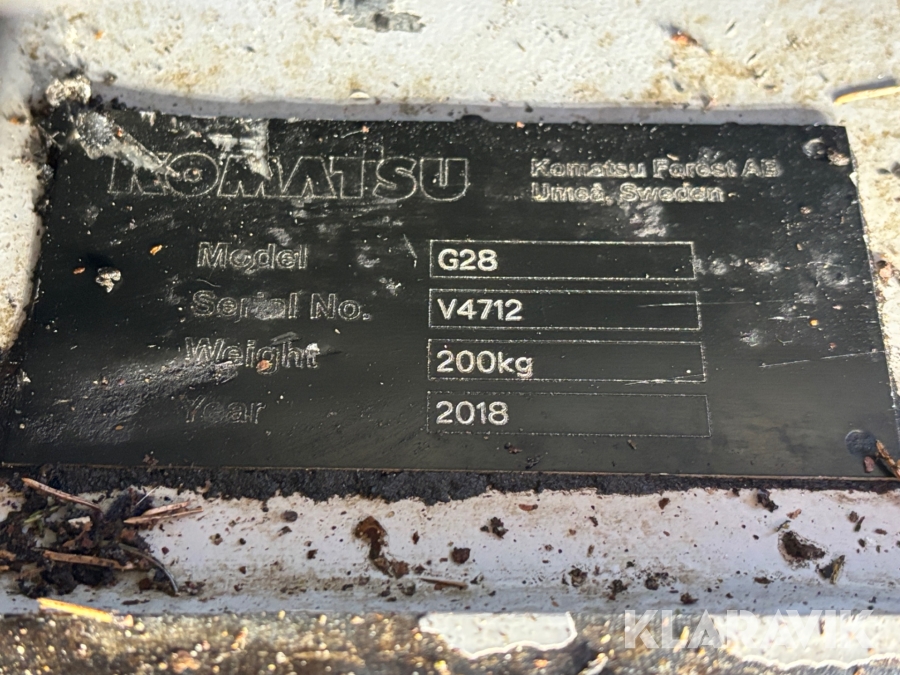 KOMATSU
Komatsu Forest AB
Umeå, Sweden
Model G28
Serial No. V4712
Weight 200kg
Year 2018
KLARAVIK